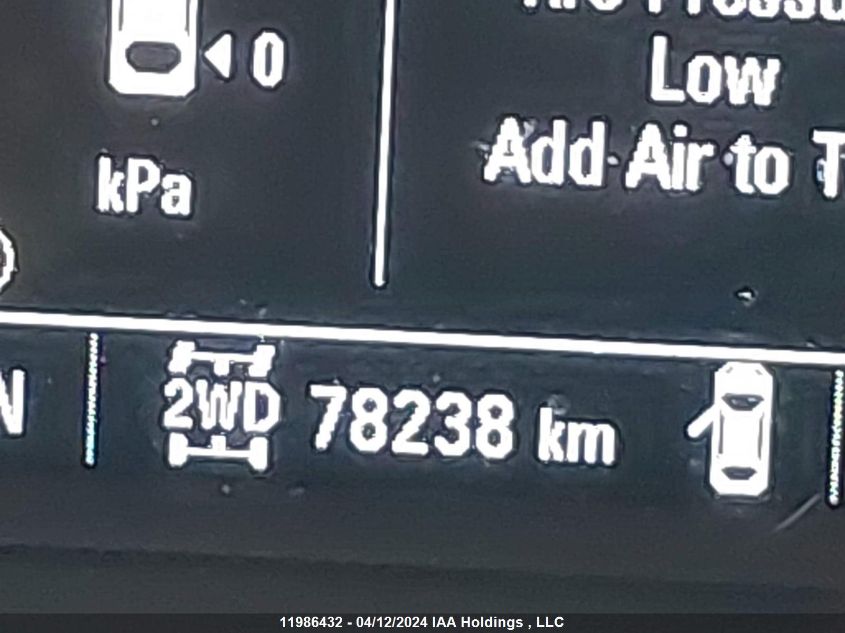 0
kPa
Low
Add Air to
N
2WD 78238 km
11986432 - 04/12/2024 IAA Holdings , LLC